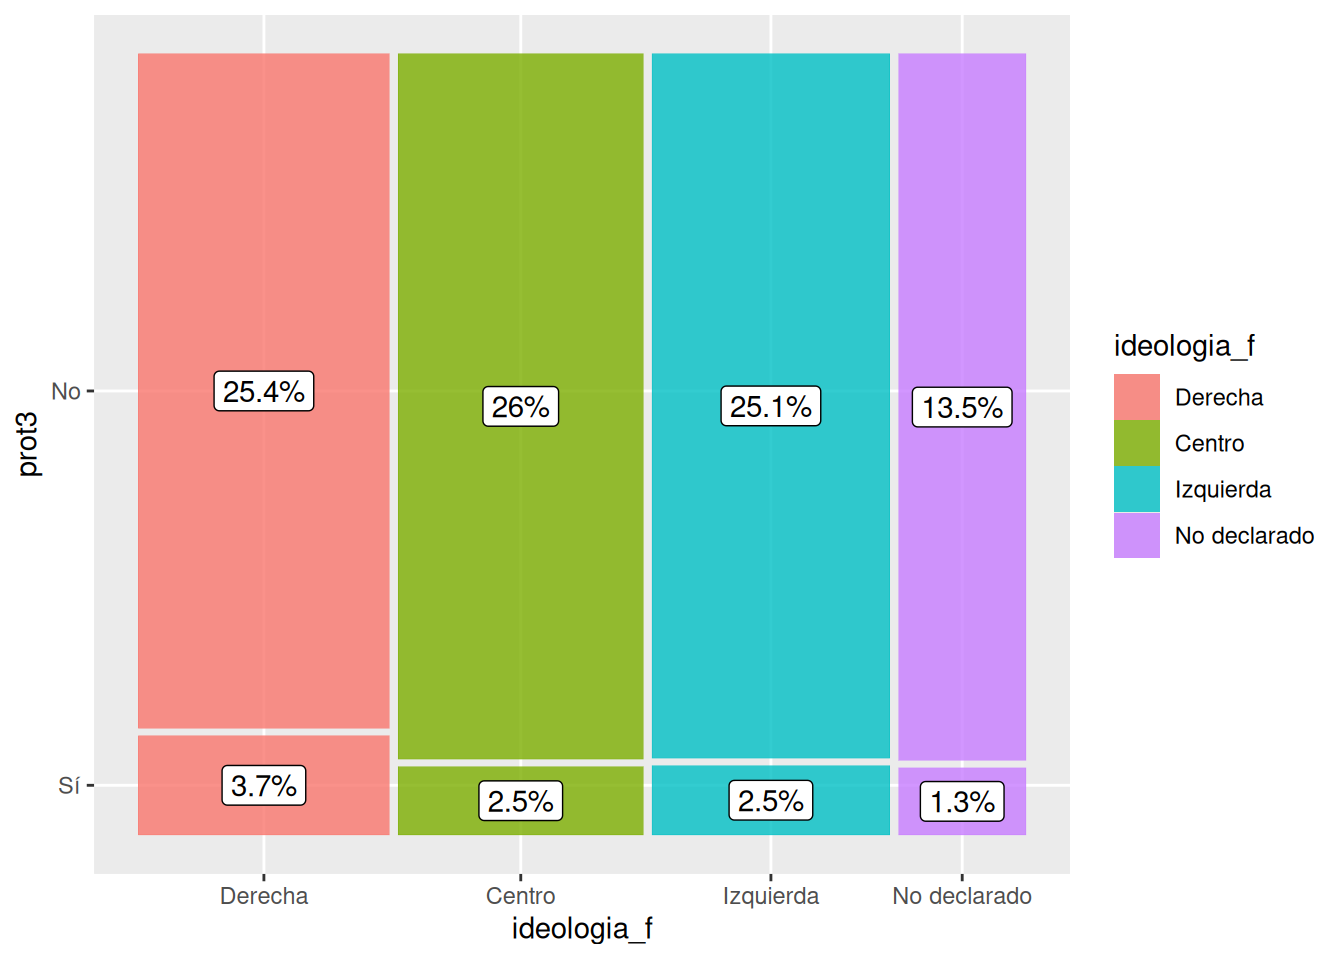 prot3
No
Sí
25.4%
26%
25.1%
13.5%
3.7%
2.5%
2.5%
1.3%
Derecha
Centro
Izquierda
No declarado
ideologia_f
ideologia_f
Derecha
Centro
Izquierda
No declarado